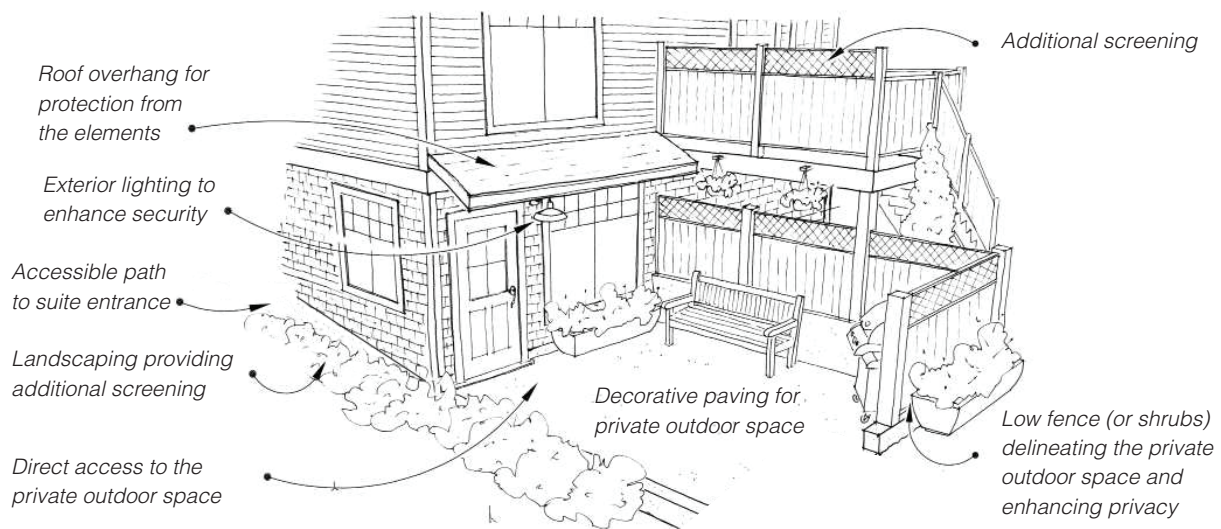 Additional screening
Roof overhang for
protection from
the elements
Exterior lighting to
enhance security
Accessible path
to suite entrance
Landscaping providing
additional screening
Direct access to the
private outdoor space
Decorative paving for
private outdoor space
Low fence (or shrubs)
delineating the private
outdoor space and
enhancing privacy